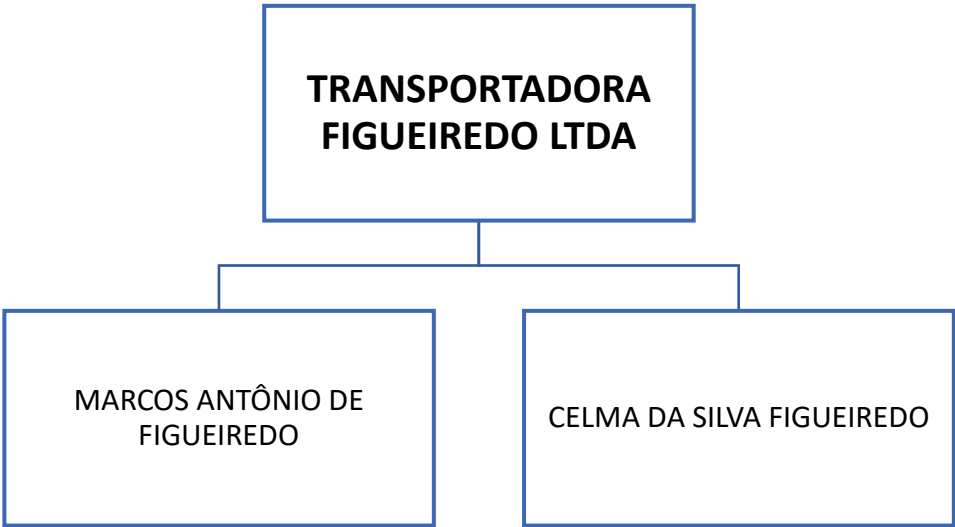 TRANSPORTADORA
FIGUEIREDO LTDA
MARCOS ANTÔNIO DE
FIGUEIREDO
CELMA DA SILVA FIGUEIREDO